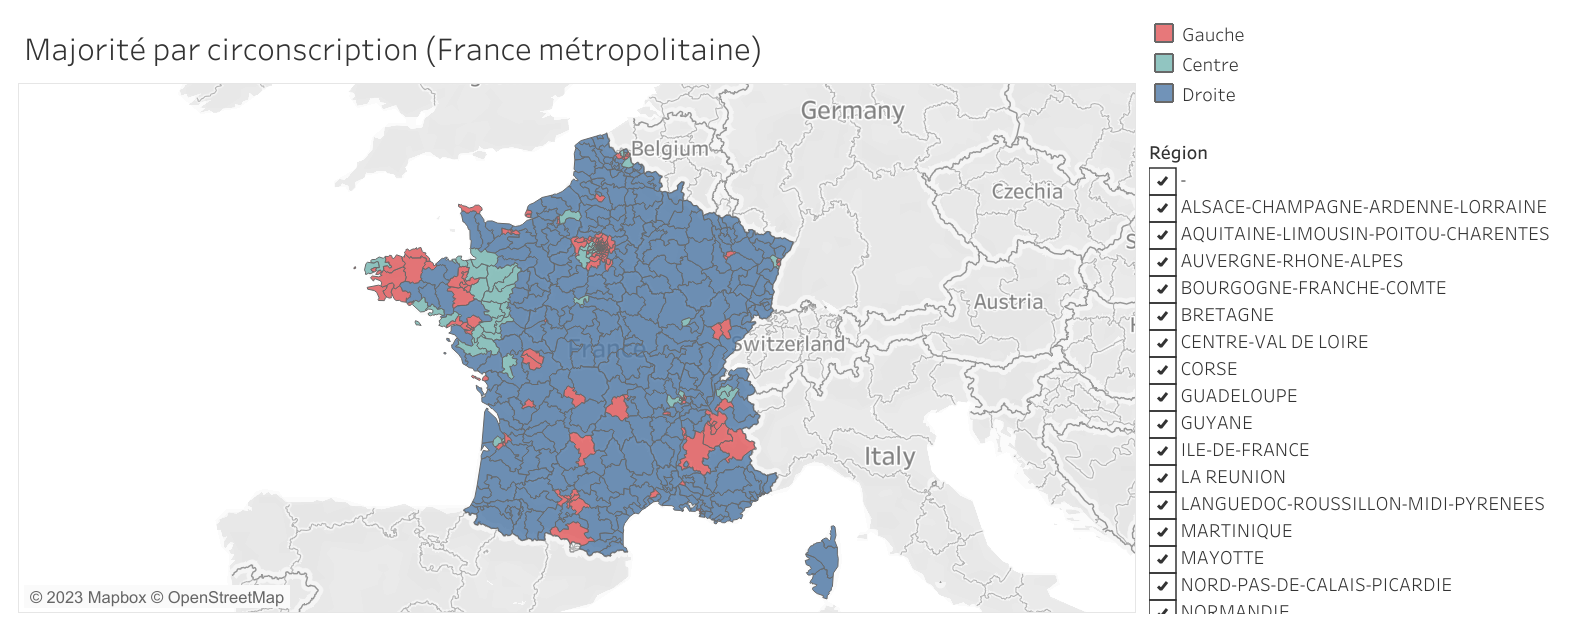 Majorité par circonscription (France métropolitaine)
Germany
Belgium
Czechia
Austria
Switzerland
France
Italy
© 2023 Mapbox © OpenStreetMap
Gauche
Centre
Droite
Région
-
ALSACE-CHAMPAGNE-ARDENNE-LORRAINE
AQUITAINE-LIMOUSIN-POITOU-CHARENTES
AUVERGNE-RHONE-ALPES
BOURGOGNE-FRANCHE-COMTE
BRETAGNE
CENTRE-VAL DE LOIRE
CORSE
GUADELOUPE
GUYANE
ILE-DE-FRANCE
LA REUNION
LANGUEDOC-ROUSSILLON-MIDI-PYRENEES
MARTINIQUE
MAYOTTE
NORD-PAS-DE-CALAIS-PICARDIE
NORMANDIE